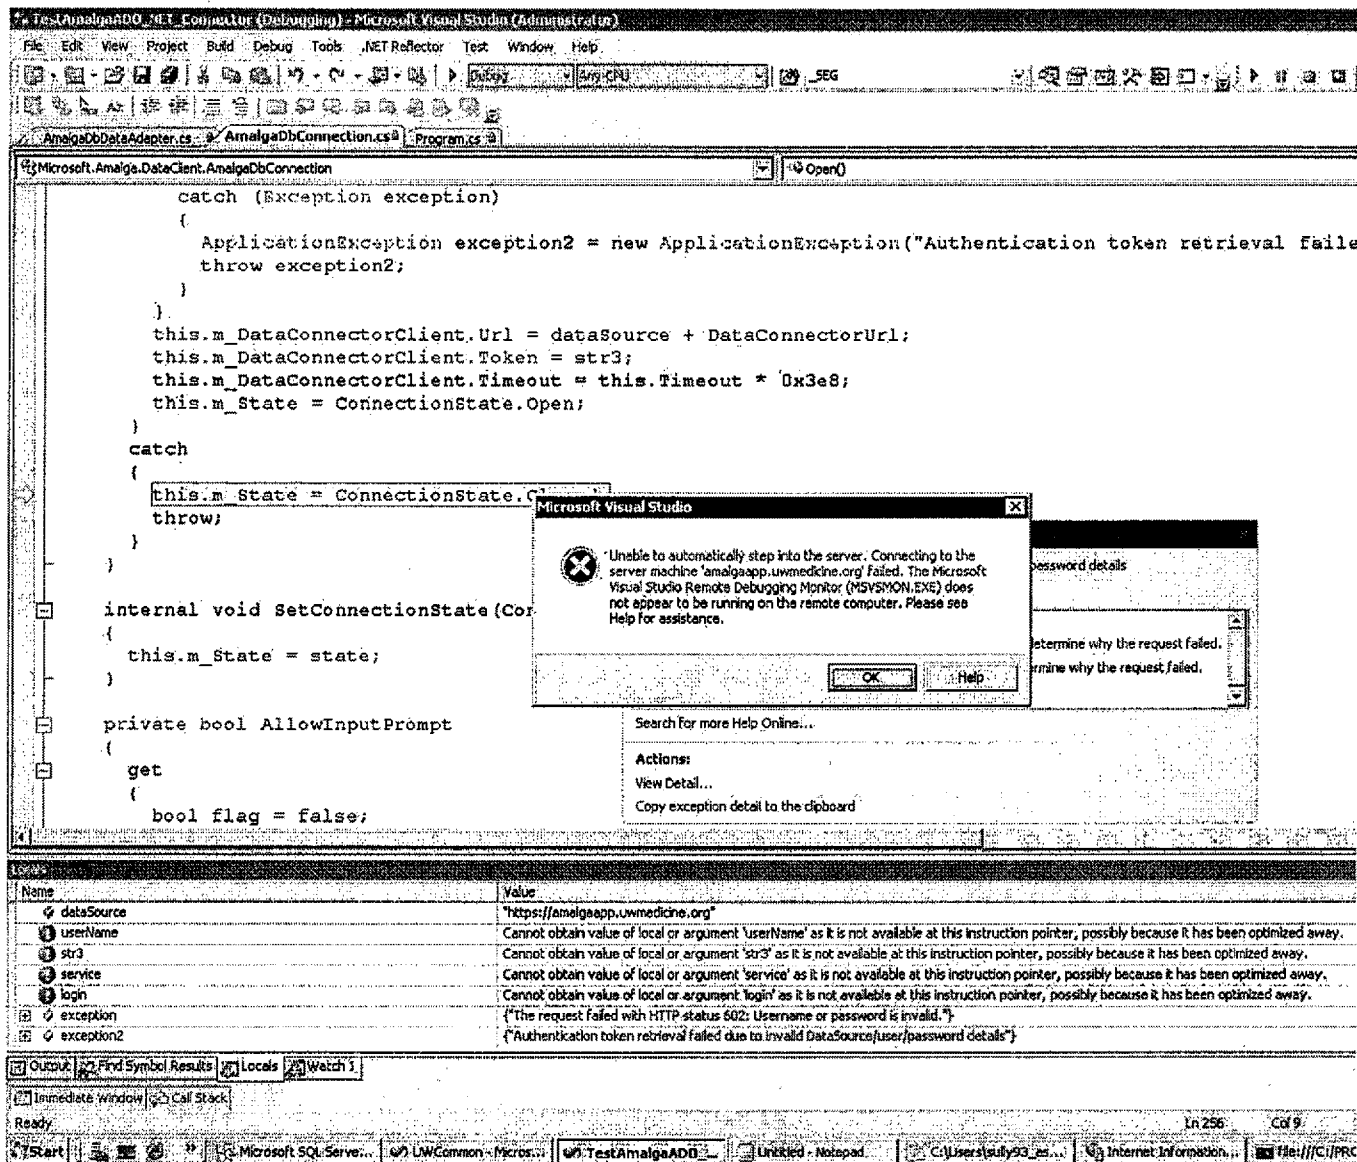 TestAmalgaADO_NET_Connector (Debugging) - Microsoft Visual Studio (Administrator)
File Edit View Project Build Debug Tools .NET Reflector Test Window Help
Debug Any CPU _SEG
AmalgaDbDataAdapter.cs AmalgaDbConnection.cs Program.cs
Microsoft.Amalga.DataClient.AmalgaDbConnection Open()
catch (Exception exception)
{
ApplicationException exception2 = new ApplicationException("Authentication token retrieval faile
throw exception2;
}
}
this.m_DataConnectorClient.Url = dataSource + DataConnectorUrl;
this.m_DataConnectorClient.Token = str3;
this.m_DataConnectorClient.Timeout = this.Timeout * 0x3e8;
this.m_State = ConnectionState.Open;
}
catch
{
this.m_State = ConnectionState.
throw;
}
}
internal void SetConnectionState(Con
{
this.m_State = state;
}
private bool AllowInputPrompt
{
get
{
bool flag = false;
Microsoft Visual Studio
Unable to automatically step into the server. Connecting to the
server machine 'amalgaapp.uwmedicine.org' failed. The Microsoft
Visual Studio Remote Debugging Monitor (MSVSMON.EXE) does
not appear to be running on the remote computer. Please see
Help for assistance.
OK Help
password details
etermine why the request failed.
rmine why the request failed.
Search for more Help Online...
Actions:
View Detail...
Copy exception detail to the clipboard
Locals
Name Value
dataSource "https://amalgaapp.uwmedicine.org"
userName Cannot obtain value of local or argument 'userName' as it is not available at this instruction pointer, possibly because it has been optimized away.
str3 Cannot obtain value of local or argument 'str3' as it is not available at this instruction pointer, possibly because it has been optimized away.
service Cannot obtain value of local or argument 'service' as it is not available at this instruction pointer, possibly because it has been optimized away.
login Cannot obtain value of local or argument 'login' as it is not available at this instruction pointer, possibly because it has been optimized away.
exception {"The request failed with HTTP status 602: Username or password is invalid."}
exception2 {"Authentication token retrieval failed due to invalid DataSource/user/password details"}
Output Find Symbol Results Locals Watch 1
Immediate Window Call Stack
Ready Ln 256 Col 9
Start Microsoft SQL Serve... UWCommon - Micros... TestAmalgaADO_... Untitled - Notepad C:\Users\sully93_es... Internet Information... file:///C:/PRO